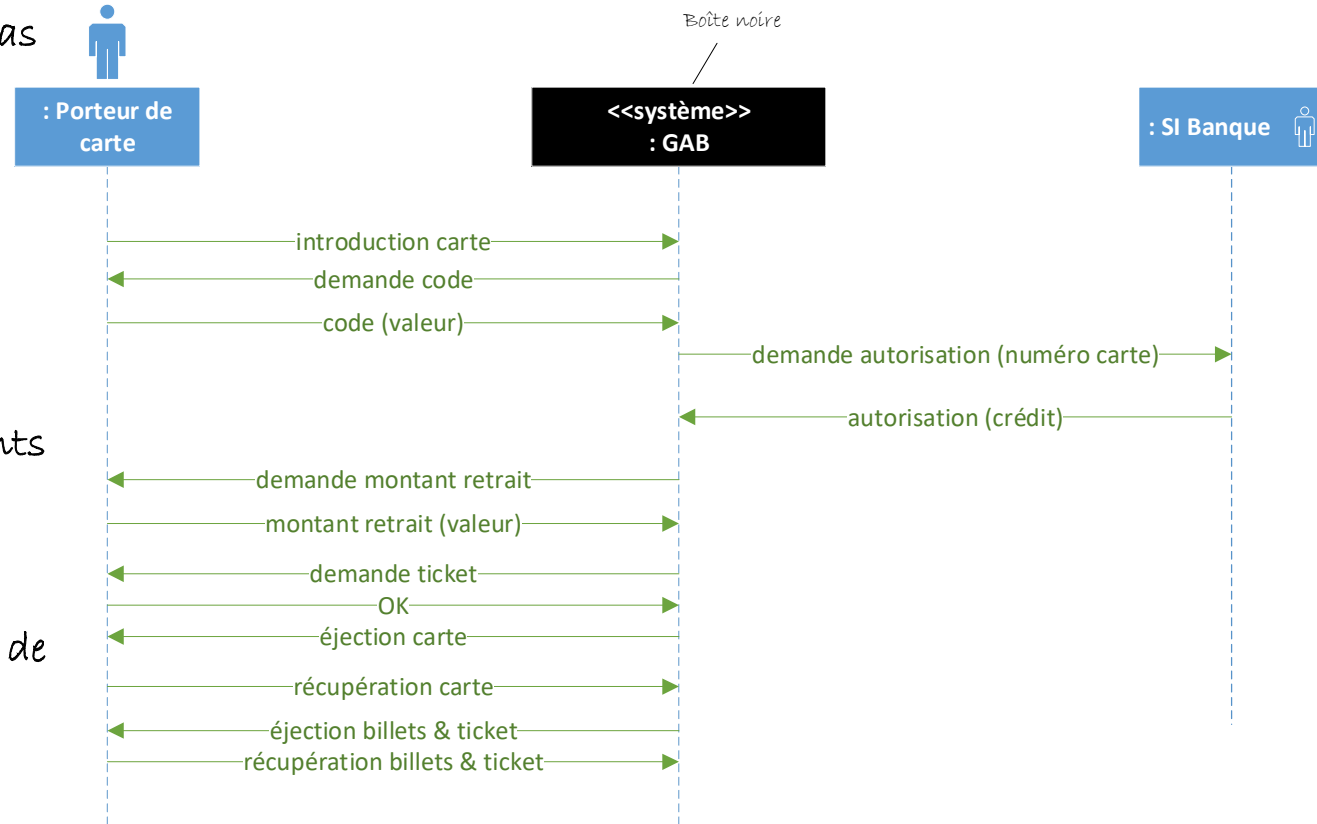 as
Boîte noire
: Porteur de
carte
<<système>>
: GAB
: SI Banque
introduction carte
demande code
code (valeur)
demande autorisation (numéro carte)
autorisation (crédit)
nts
demande montant retrait
montant retrait (valeur)
demande ticket
OK
éjection carte
de
récupération carte
éjection billets & ticket
récupération billets & ticket